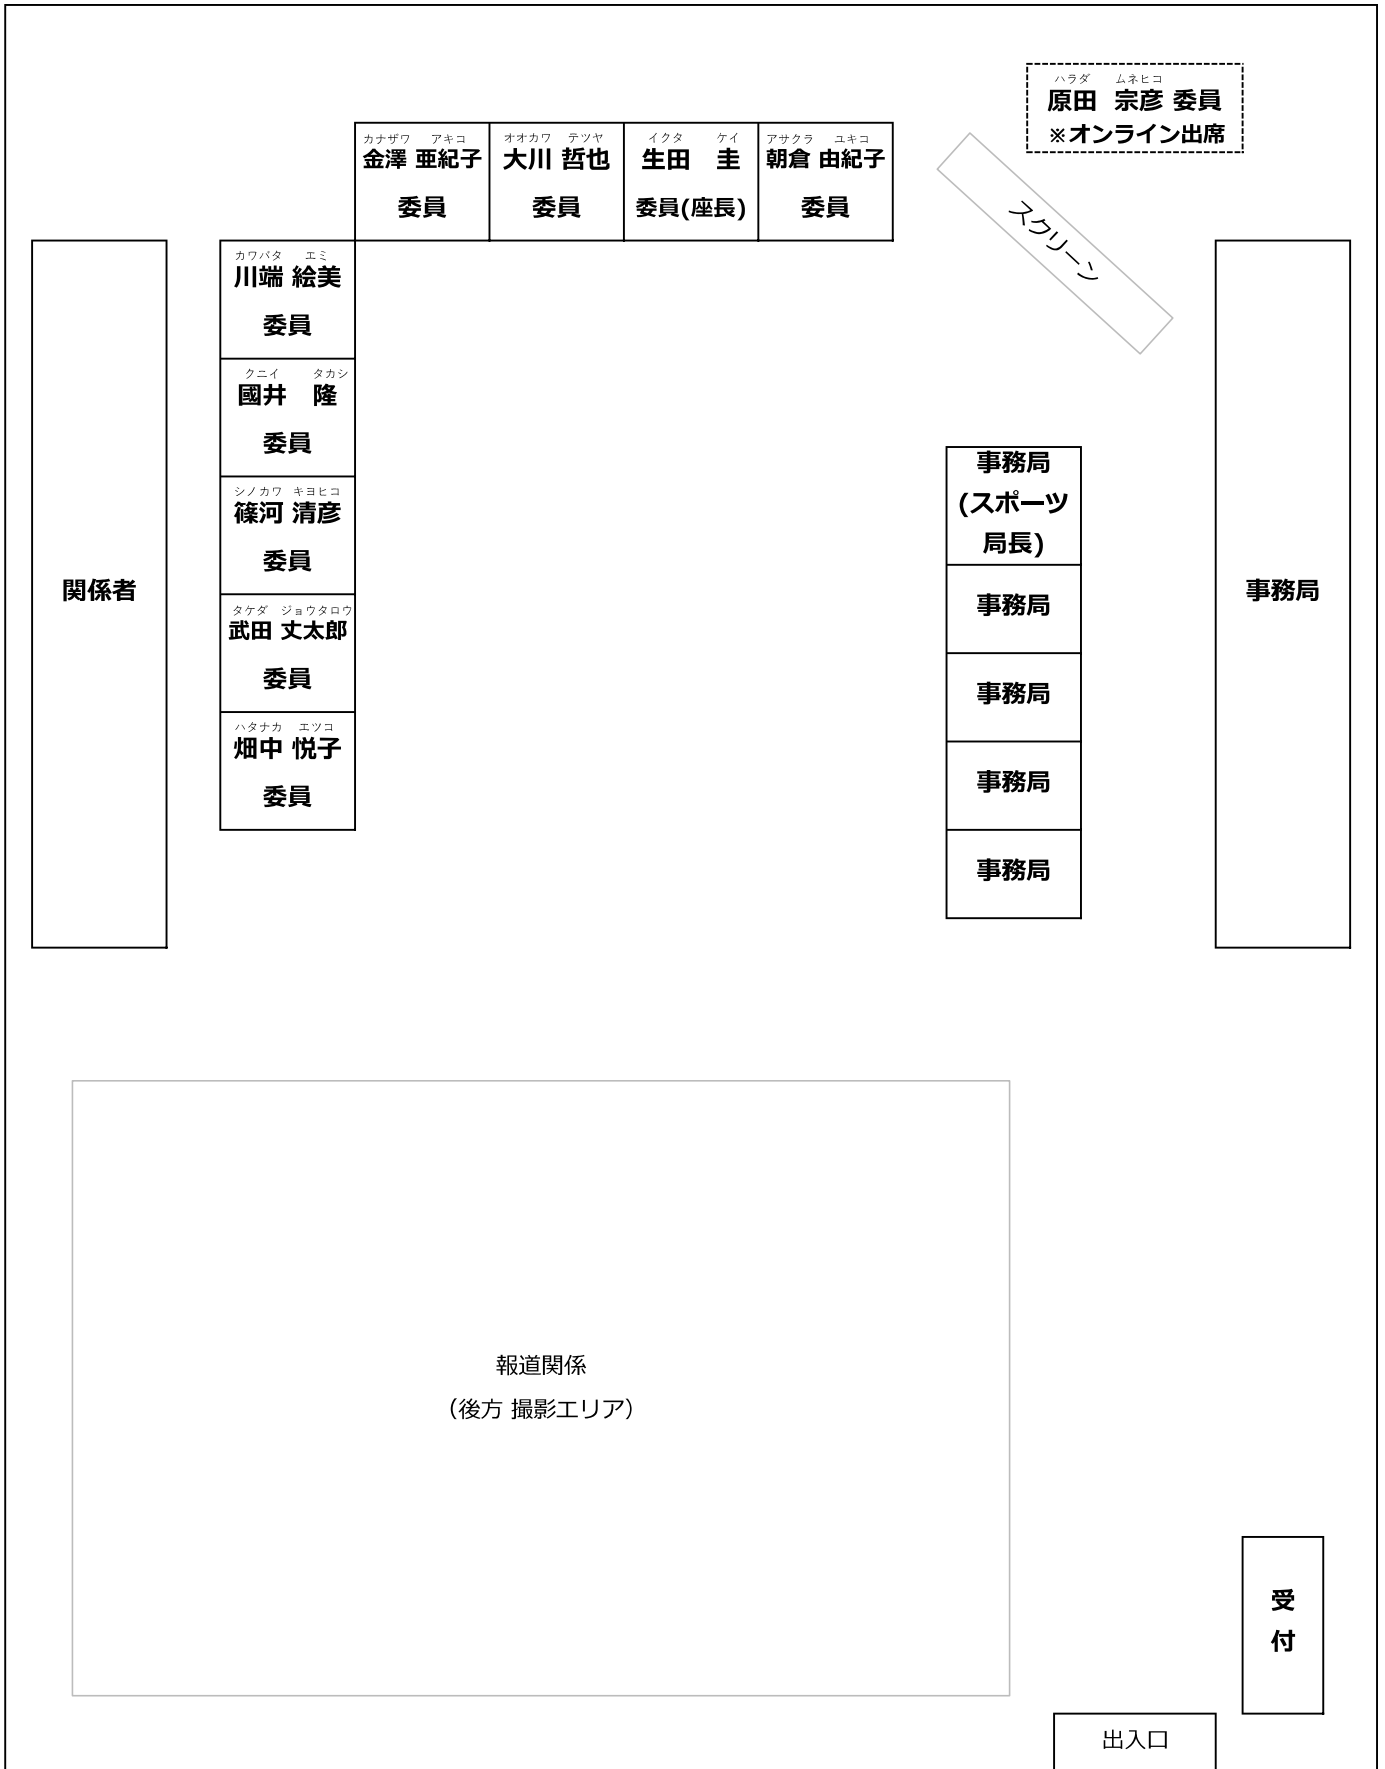 ハラダ ムネヒコ
原田 宗彦 委員
※オンライン出席
カナザワ アキコ
金澤 亜紀子
委員
オオカワ テツヤ
大川 哲也
委員
イクタ ケイ
生田 圭
委員(座長)
アサクラ ユキコ
朝倉 由紀子
委員
スクリーン
カワバタ エミ
川端 絵美
委員
クニイ タカシ
國井 隆
委員
シノカワ キヨヒコ
篠河 清彦
委員
タケダ ジョウタロウ
武田 丈太郎
委員
ハタナカ エツコ
畑中 悦子
委員
関係者
事務局
(スポーツ
局長)
事務局
事務局
事務局
事務局
事務局
報道関係
（後方 撮影エリア）
受
付
出入口